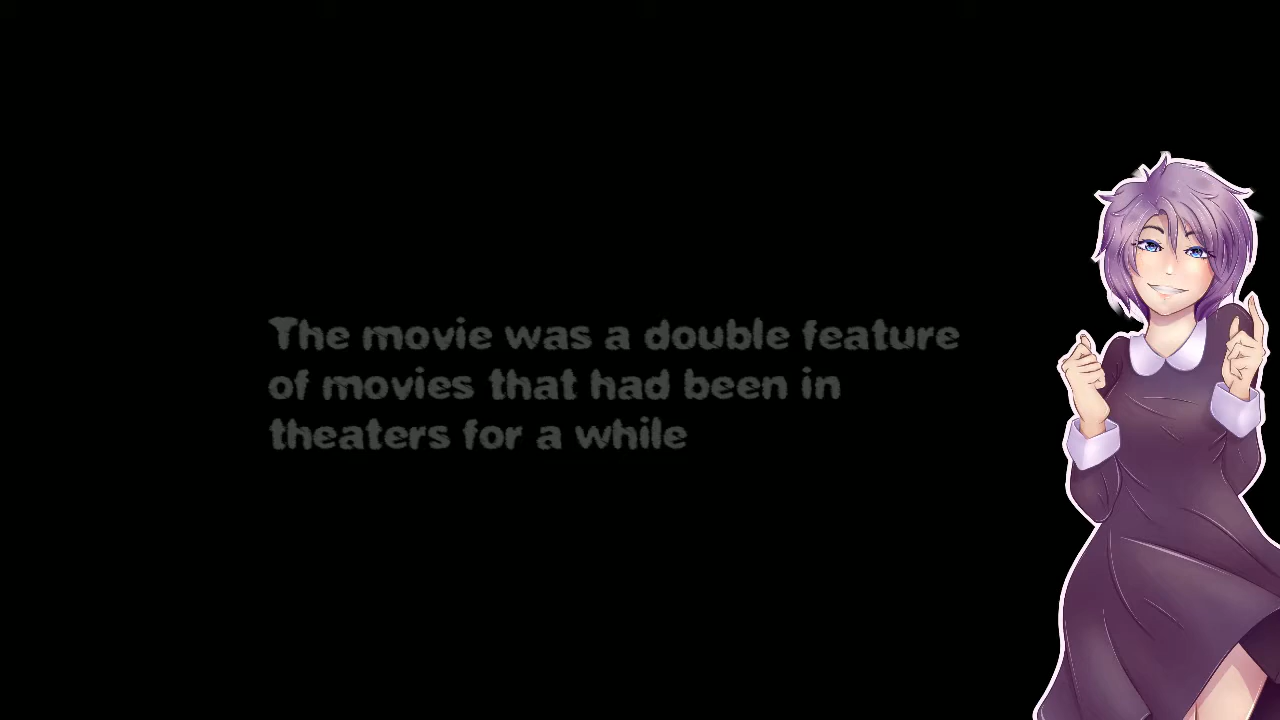 The movie was a double feature
of movies that had been in
theaters for a while